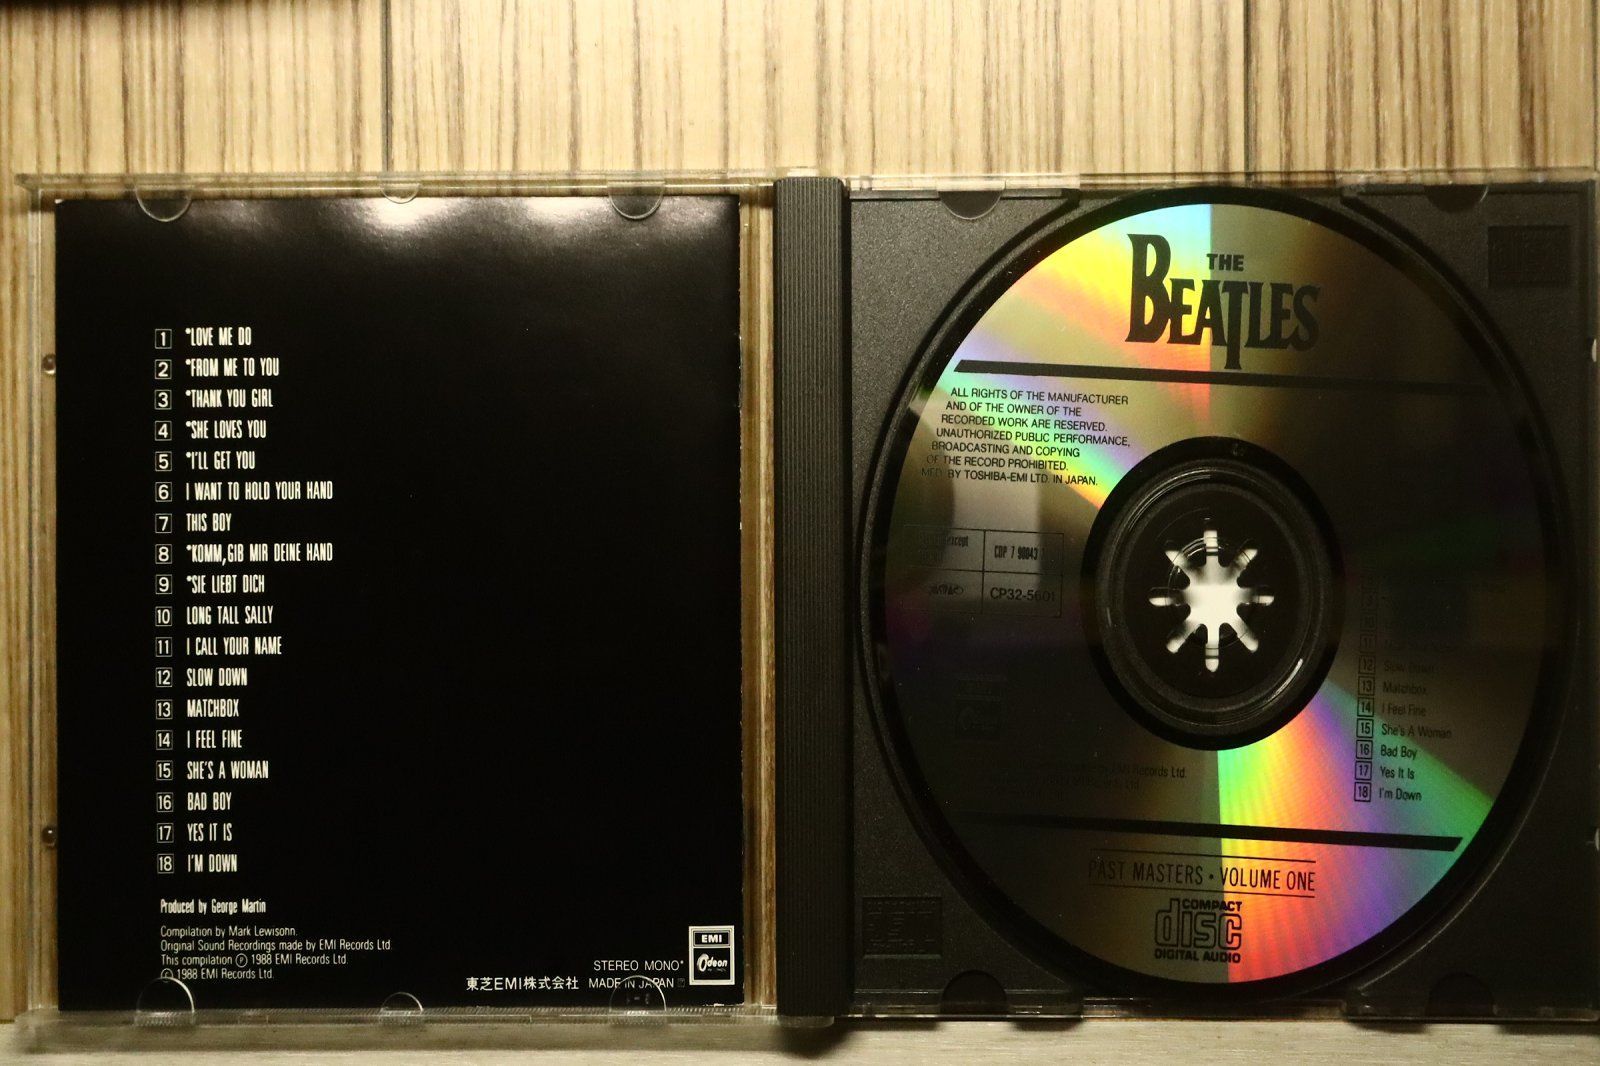 1 *LOVE ME DO
2 *FROM ME TO YOU
3 *THANK YOU GIRL
4 *SHE LOVES YOU
5 *I'LL GET YOU
6 I WANT TO HOLD YOUR HAND
7 THIS BOY
8 *KOMM,GIB MIR DEINE HAND
9 *SIE LIEBT DICH
10 LONG TALL SALLY
11 I CALL YOUR NAME
12 SLOW DOWN
13 MATCHBOX
14 I FEEL FINE
15 SHE'S A WOMAN
16 BAD BOY
17 YES IT IS
18 I'M DOWN
Produced by George Martin
Compilation by Mark Lewisohn.
Original Sound Recordings made by EMI Records Ltd.
This compilation ℗ 1988 EMI Records Ltd.
© 1988 EMI Records Ltd.
東芝EMI株式会社
STEREO MONO*
MADE IN JAPAN
EMI
Odeon
THE
BEATLES
ALL RIGHTS OF THE MANUFACTURER
AND OF THE OWNER OF THE
RECORDED WORK ARE RESERVED.
UNAUTHORIZED PUBLIC PERFORMANCE,
BROADCASTING AND COPYING
OF THE RECORD PROHIBITED.
MFD. BY TOSHIBA-EMI LTD. IN JAPAN.
CDP 7 90043
CP32-5601
12 Slow Down
13 Matchbox
14 I Feel Fine
15 She's A Woman
16 Bad Boy
17 Yes It Is
18 I'm Down
by EMI Records Ltd.
PAST MASTERS · VOLUME ONE
COMPACT
disc
DIGITAL AUDIO